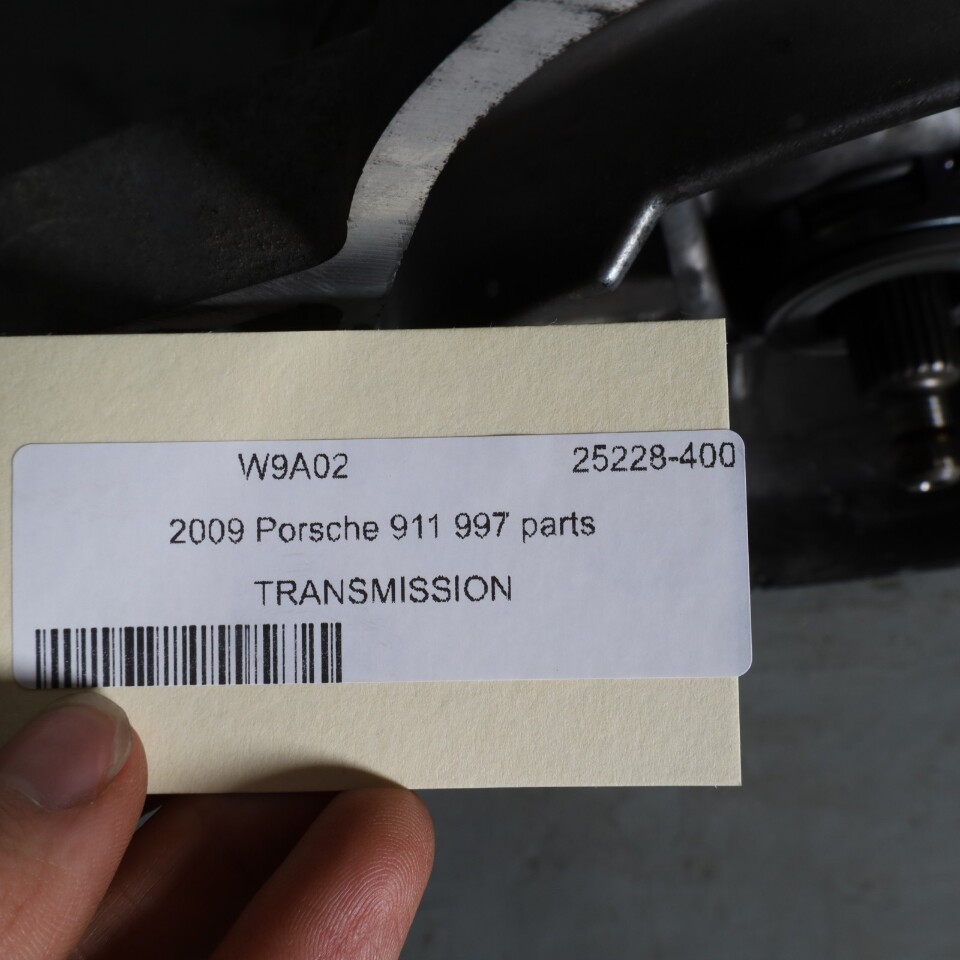 W9A02 25228-400
2009 Porsche 911 997 parts
TRANSMISSION